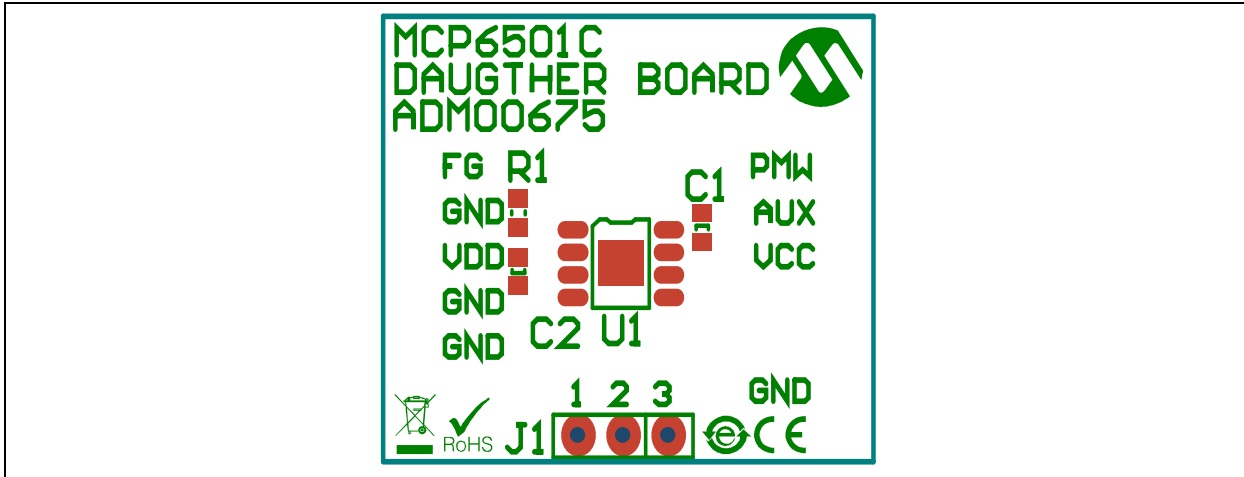 MCP6501C
DAUGTHER BOARD
ADM00675
FG R1 PMW
C1
GND AUX
VDD VCC
GND
C2 U1
GND
1 2 3 GND
RoHS J1 e CE